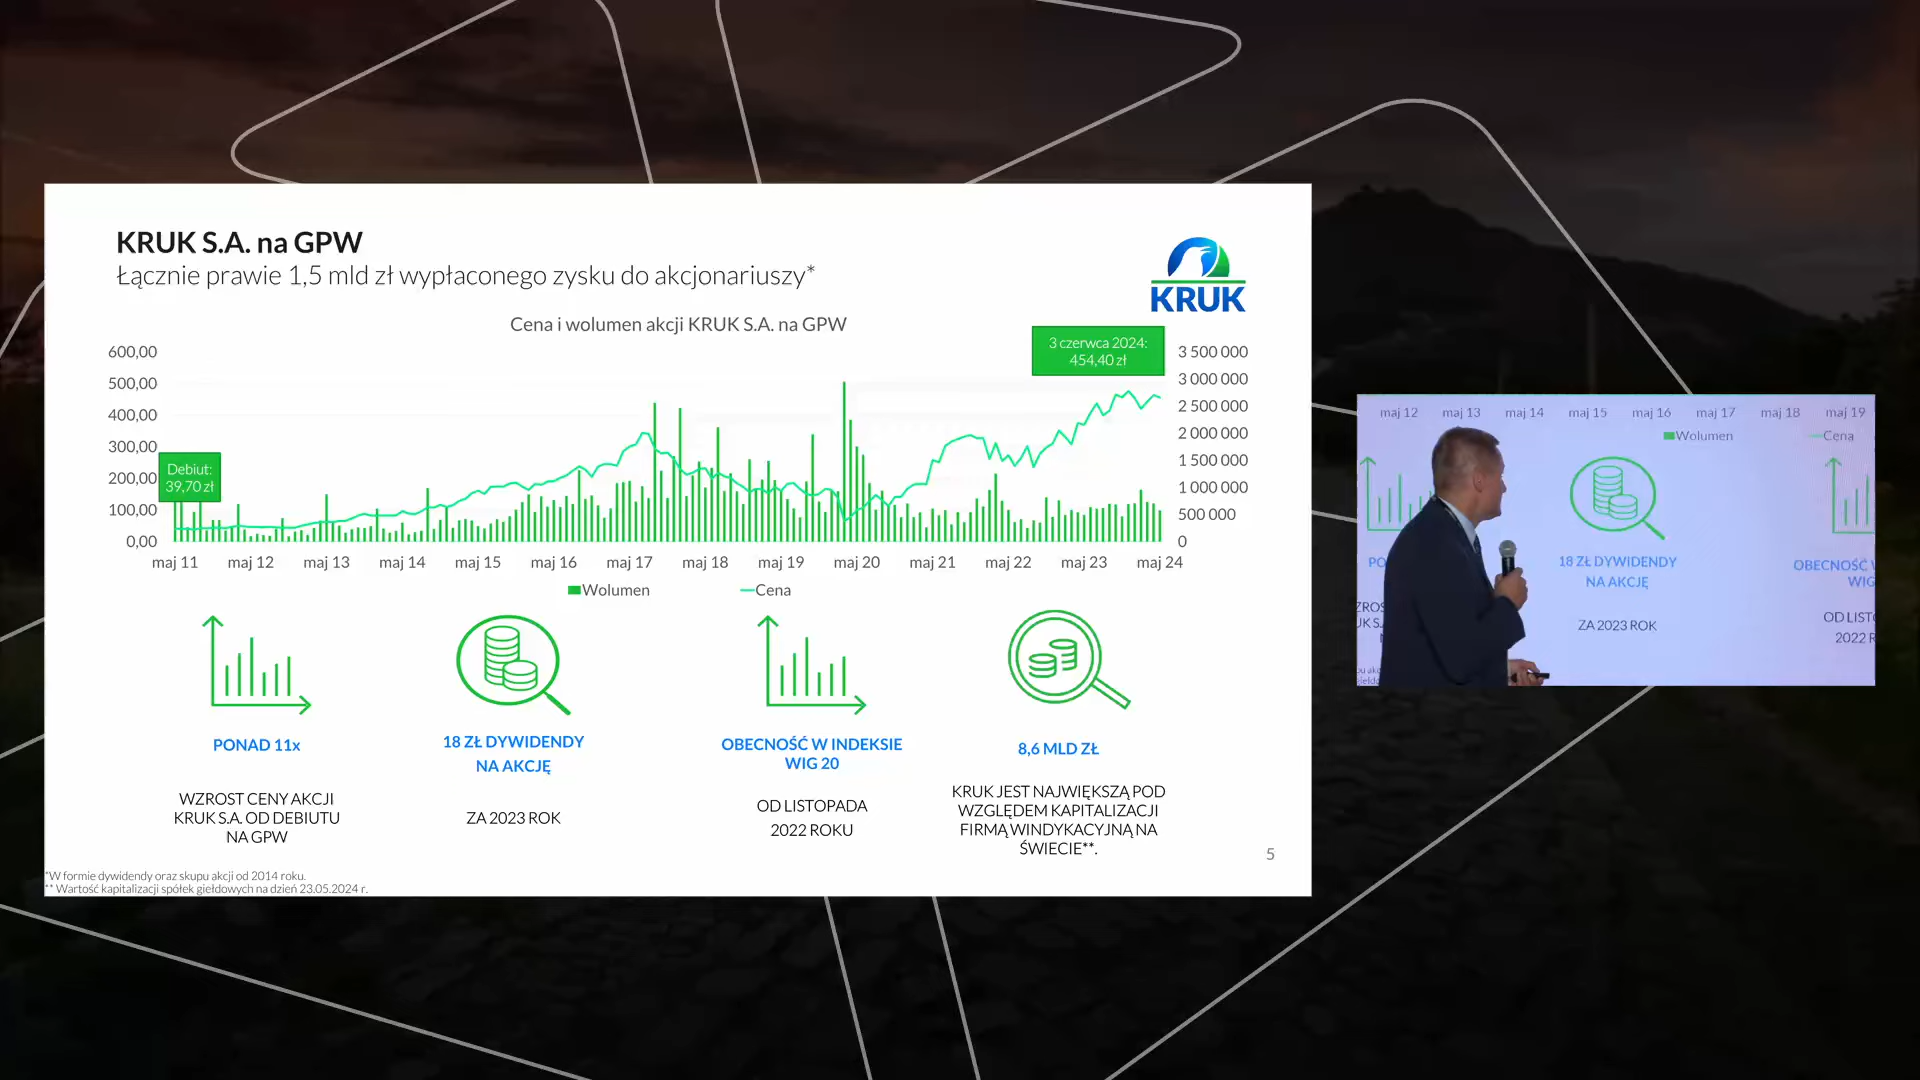 KRUK S.A. na GPW
Łącznie prawie 1,5 mld zł wypłaconego zysku do akcjonariuszy*
KRUK
Cena i wolumen akcji KRUK S.A. na GPW
3 czerwca 2024:
454,40 zł
Debiut:
39,70 zł
600,00
500,00
400,00
300,00
200,00
100,00
0,00
3 500 000
3 000 000
2 500 000
2 000 000
1 500 000
1 000 000
500 000
0
maj 11 maj 12 maj 13 maj 14 maj 15 maj 16 maj 17 maj 18 maj 19 maj 20 maj 21 maj 22 maj 23 maj 24
Wolumen Cena
PONAD 11x
WZROST CENY AKCJI
KRUK S.A. OD DEBIUTU
NA GPW
18 ZŁ DYWIDENDY
NA AKCJĘ
ZA 2023 ROK
OBECNOŚĆ W INDEKSIE
WIG 20
OD LISTOPADA
2022 ROKU
8,6 MLD ZŁ
KRUK JEST NAJWIĘKSZĄ POD
WZGLĘDEM KAPITALIZACJI
FIRMĄ WINDYKACYJNĄ NA
ŚWIECIE**.
5
*W formie dywidendy oraz skupu akcji od 2014 roku.
** Wartość kapitalizacji spółek giełdowych na dzień 23.05.2024 r.
maj 12 maj 13 maj 14 maj 15 maj 16 maj 17 maj 18 maj 19
Wolumen Cena
18 ZŁ DYWIDENDY
NA AKCJĘ
ZA 2023 ROK
OBECNOŚĆ
WIG
OD LIST
2022 R